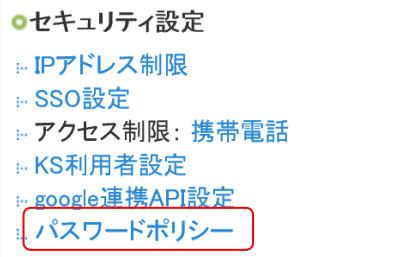 セキュリティ設定
IPアドレス制限
SSO設定
アクセス制限： 携帯電話
KS利用者設定
google連携API設定
パスワードポリシー